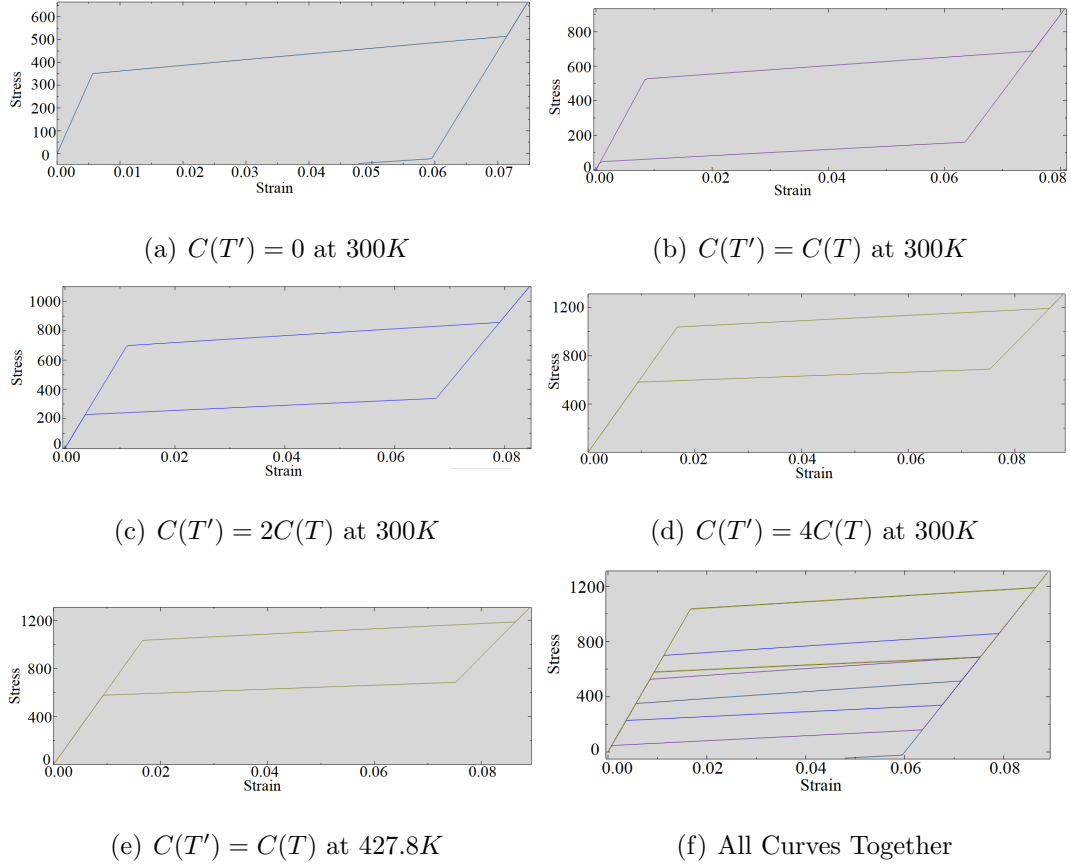 600
500
400
300
200
100
0
Stress
0.00 0.01 0.02 0.03 0.04 0.05 0.06 0.07
Strain
(a) C(T′) = 0 at 300K
800
600
400
200
0
Stress
0.00 0.02 0.04 0.06 0.08
Strain
(b) C(T′) = C(T) at 300K
1000
800
600
400
200
0
Stress
0.00 0.02 0.04 0.06 0.08
Strain
(c) C(T′) = 2C(T) at 300K
1200
800
400
Stress
0.00 0.02 0.04 0.06 0.08
Strain
(d) C(T′) = 4C(T) at 300K
1200
800
400
0
Stress
0.00 0.02 0.04 0.06 0.08
Strain
(e) C(T′) = C(T) at 427.8K
1200
800
400
0
Stress
0.00 0.02 0.04 0.06 0.08
Strain
(f) All Curves Together